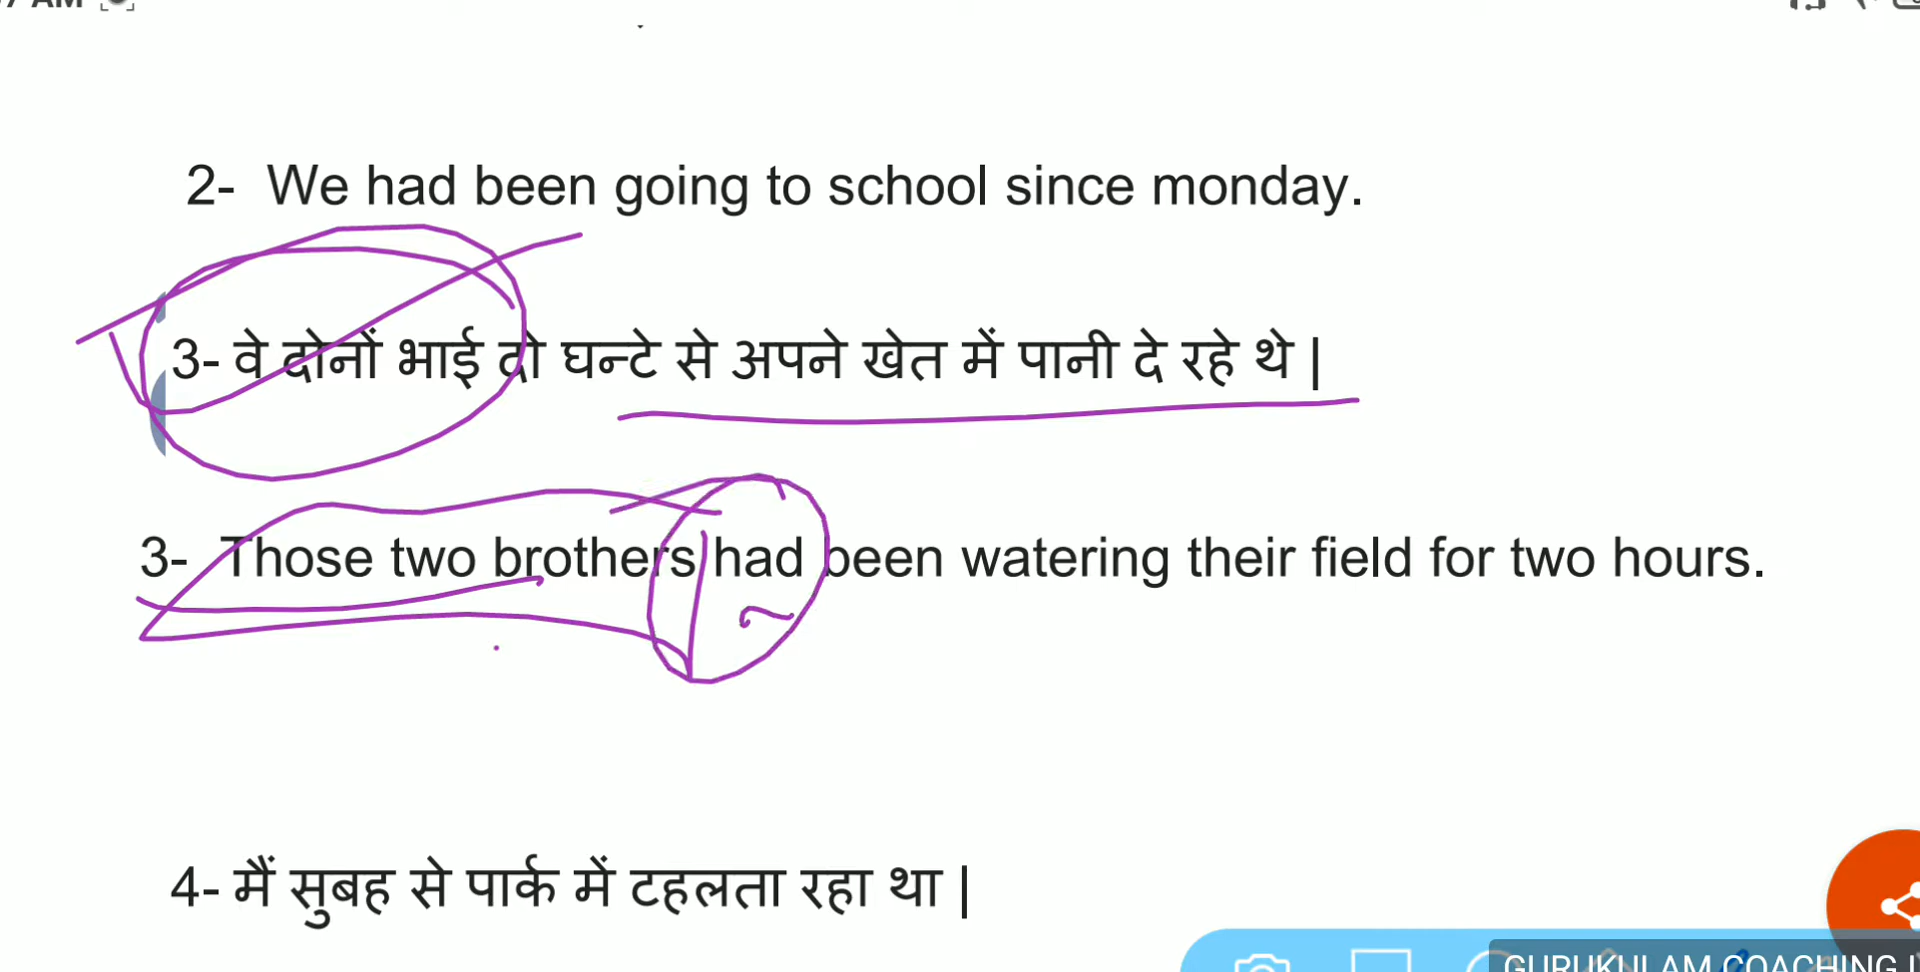 AM
2- We had been going to school since monday.
3- वे दोनों भाई दो घन्टे से अपने खेत में पानी दे रहे थे |
3- Those two brothers had been watering their field for two hours.
4- मैं सुबह से पार्क में टहलता रहा था |
GURUKULAM COACHING